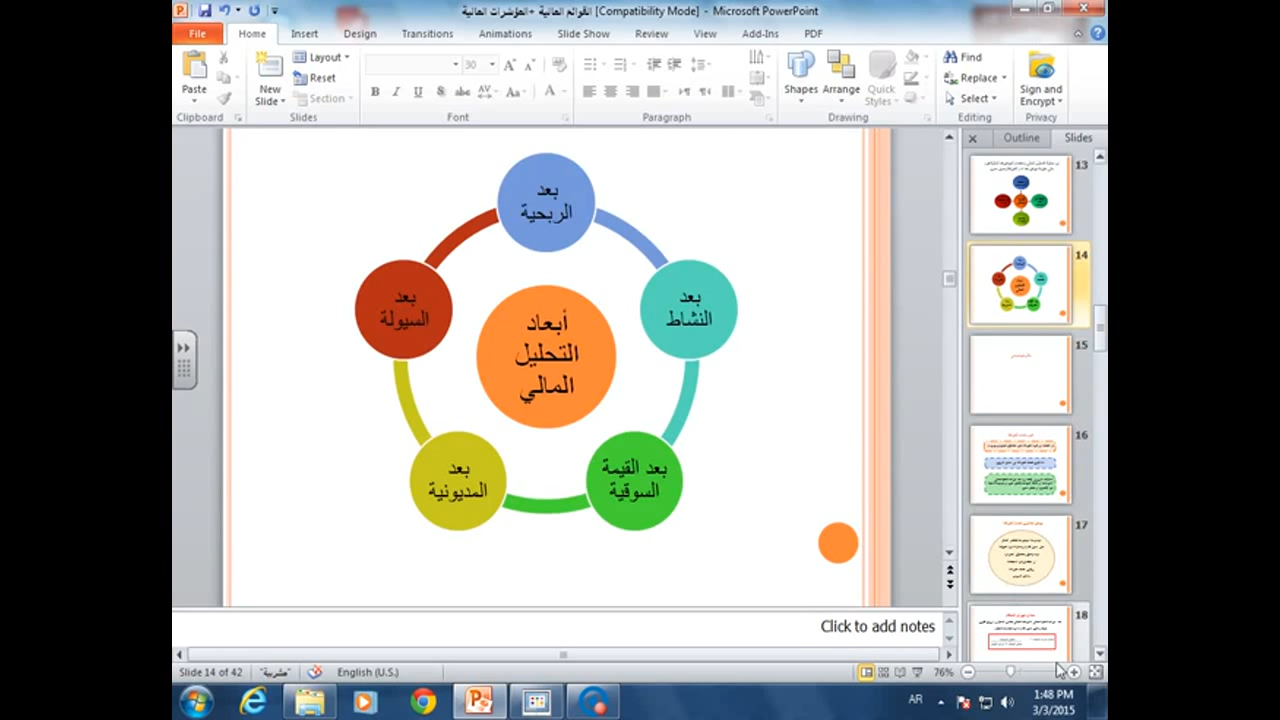 القوائم المالية +المؤشرات المالية [Compatibility Mode] - Microsoft PowerPoint
File Home Insert Design Transitions Animations Slide Show Review View Add-Ins PDF
Paste
Clipboard
New Slide
Layout
Reset
Section
Slides
30
Font
Paragraph
Shapes
Arrange
Quick Styles
Drawing
Find
Replace
Select
Editing
Sign and Encrypt
Privacy
بعد
الربحية
بعد
النشاط
بعد القيمة
السوقية
بعد
المديونية
بعد
السيولة
أبعاد
التحليل
المالي
Outline Slides
13
14
15
16
17
18
Click to add notes
Slide 14 of 42
English (U.S.)
76%
AR
1:48 PM
3/3/2015